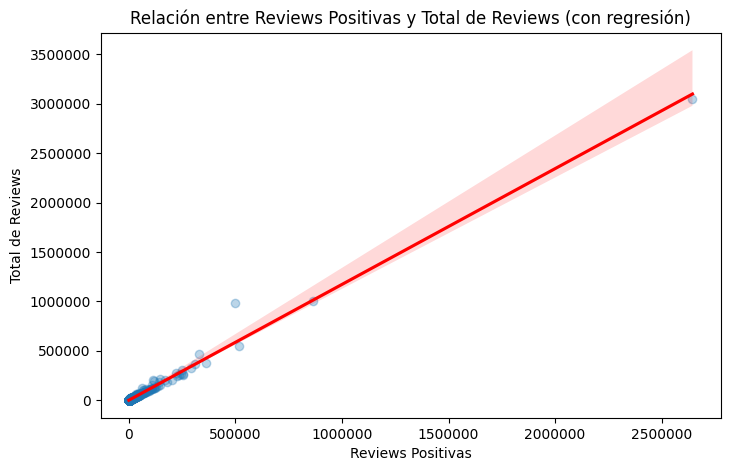 Relación entre Reviews Positivas y Total de Reviews (con regresión)
Total de Reviews
3500000
3000000
2500000
2000000
1500000
1000000
500000
0
0 500000 1000000 1500000 2000000 2500000
Reviews Positivas